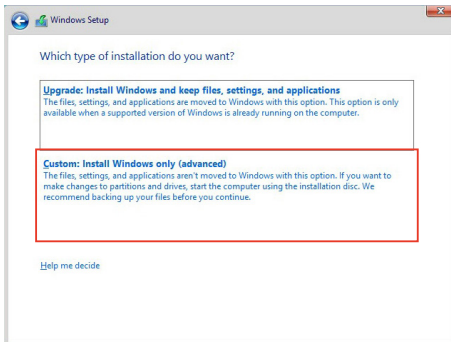 Windows Setup
Which type of installation do you want?
Upgrade: Install Windows and keep files, settings, and applications
The files, settings, and applications are moved to Windows with this option. This option is only
available when a supported version of Windows is already running on the computer.
Custom: Install Windows only (advanced)
The files, settings, and applications aren't moved to Windows with this option. If you want to
make changes to partitions and drives, start the computer using the installation disc. We
recommend backing up your files before you continue.
Help me decide